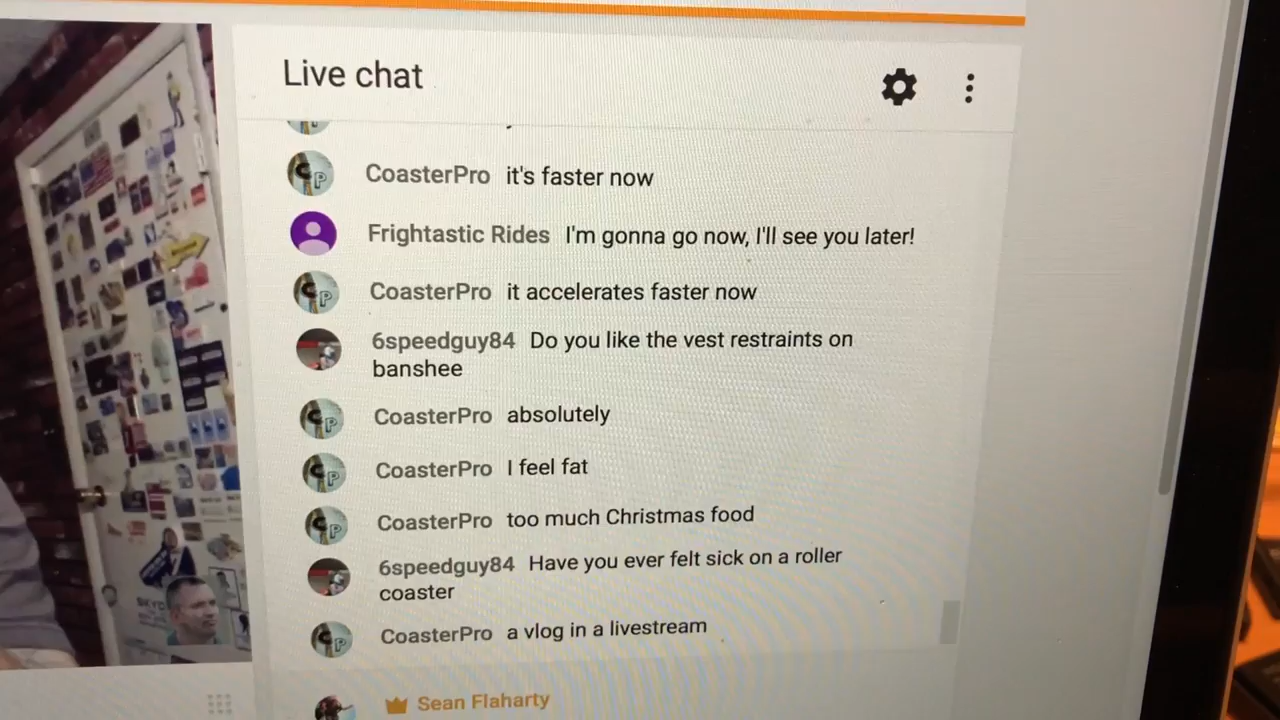 Live chat
CoasterPro it's faster now
Frightastic Rides I'm gonna go now, I'll see you later!
CoasterPro it accelerates faster now
6speedguy84 Do you like the vest restraints on
banshee
CoasterPro absolutely
CoasterPro I feel fat
CoasterPro too much Christmas food
6speedguy84 Have you ever felt sick on a roller
coaster
CoasterPro a vlog in a livestream
Sean Flaharty